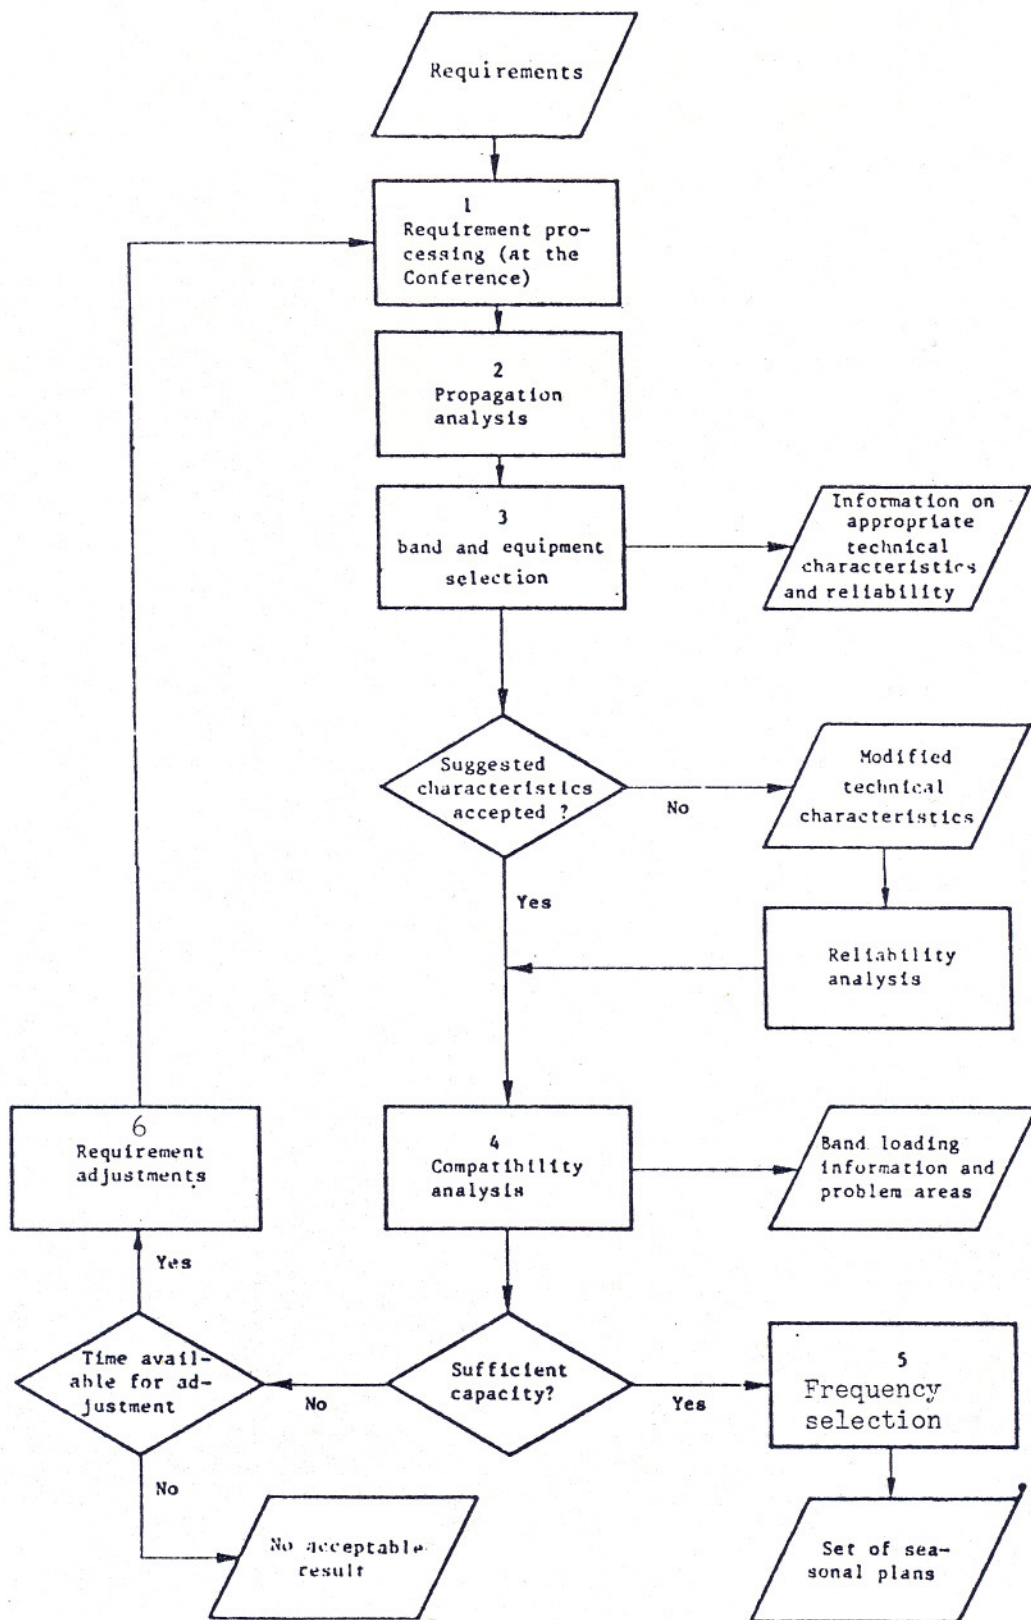 Requirements
1
Requirement pro-
cessing (at the
Conference)
2
Propagation
analysis
3
band and equipment
selection
Information on
appropriate
technical
characteristics
and reliability
Suggested
characteristics
accepted ?
No
Modified
technical
characteristics
Yes
Reliability
analysis
6
Requirement
adjustments
4
Compatibility
analysis
Band loading
information and
problem areas
Yes
Time avail-
able for ad-
justment
No
Sufficient
capacity?
Yes
5
Frequency
selection
No
No acceptable
result
Set of sea-
sonal plans